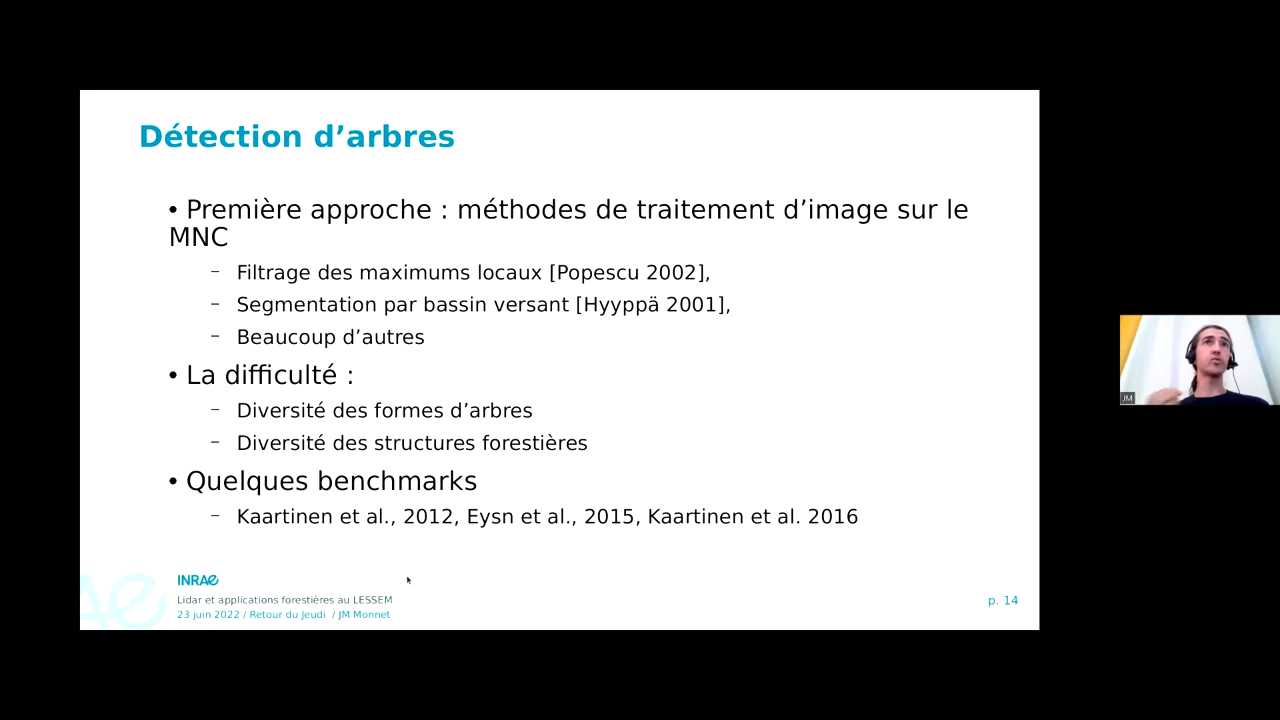 Détection d’arbres
• Première approche : méthodes de traitement d’image sur le
MNC
– Filtrage des maximums locaux [Popescu 2002],
– Segmentation par bassin versant [Hyyppä 2001],
– Beaucoup d’autres
• La difficulté :
– Diversité des formes d’arbres
– Diversité des structures forestières
• Quelques benchmarks
– Kaartinen et al., 2012, Eysn et al., 2015, Kaartinen et al. 2016
INRAE
Lidar et applications forestières au LESSEM
23 juin 2022 / Retour du Jeudi / JM Monnet
p. 14
JM